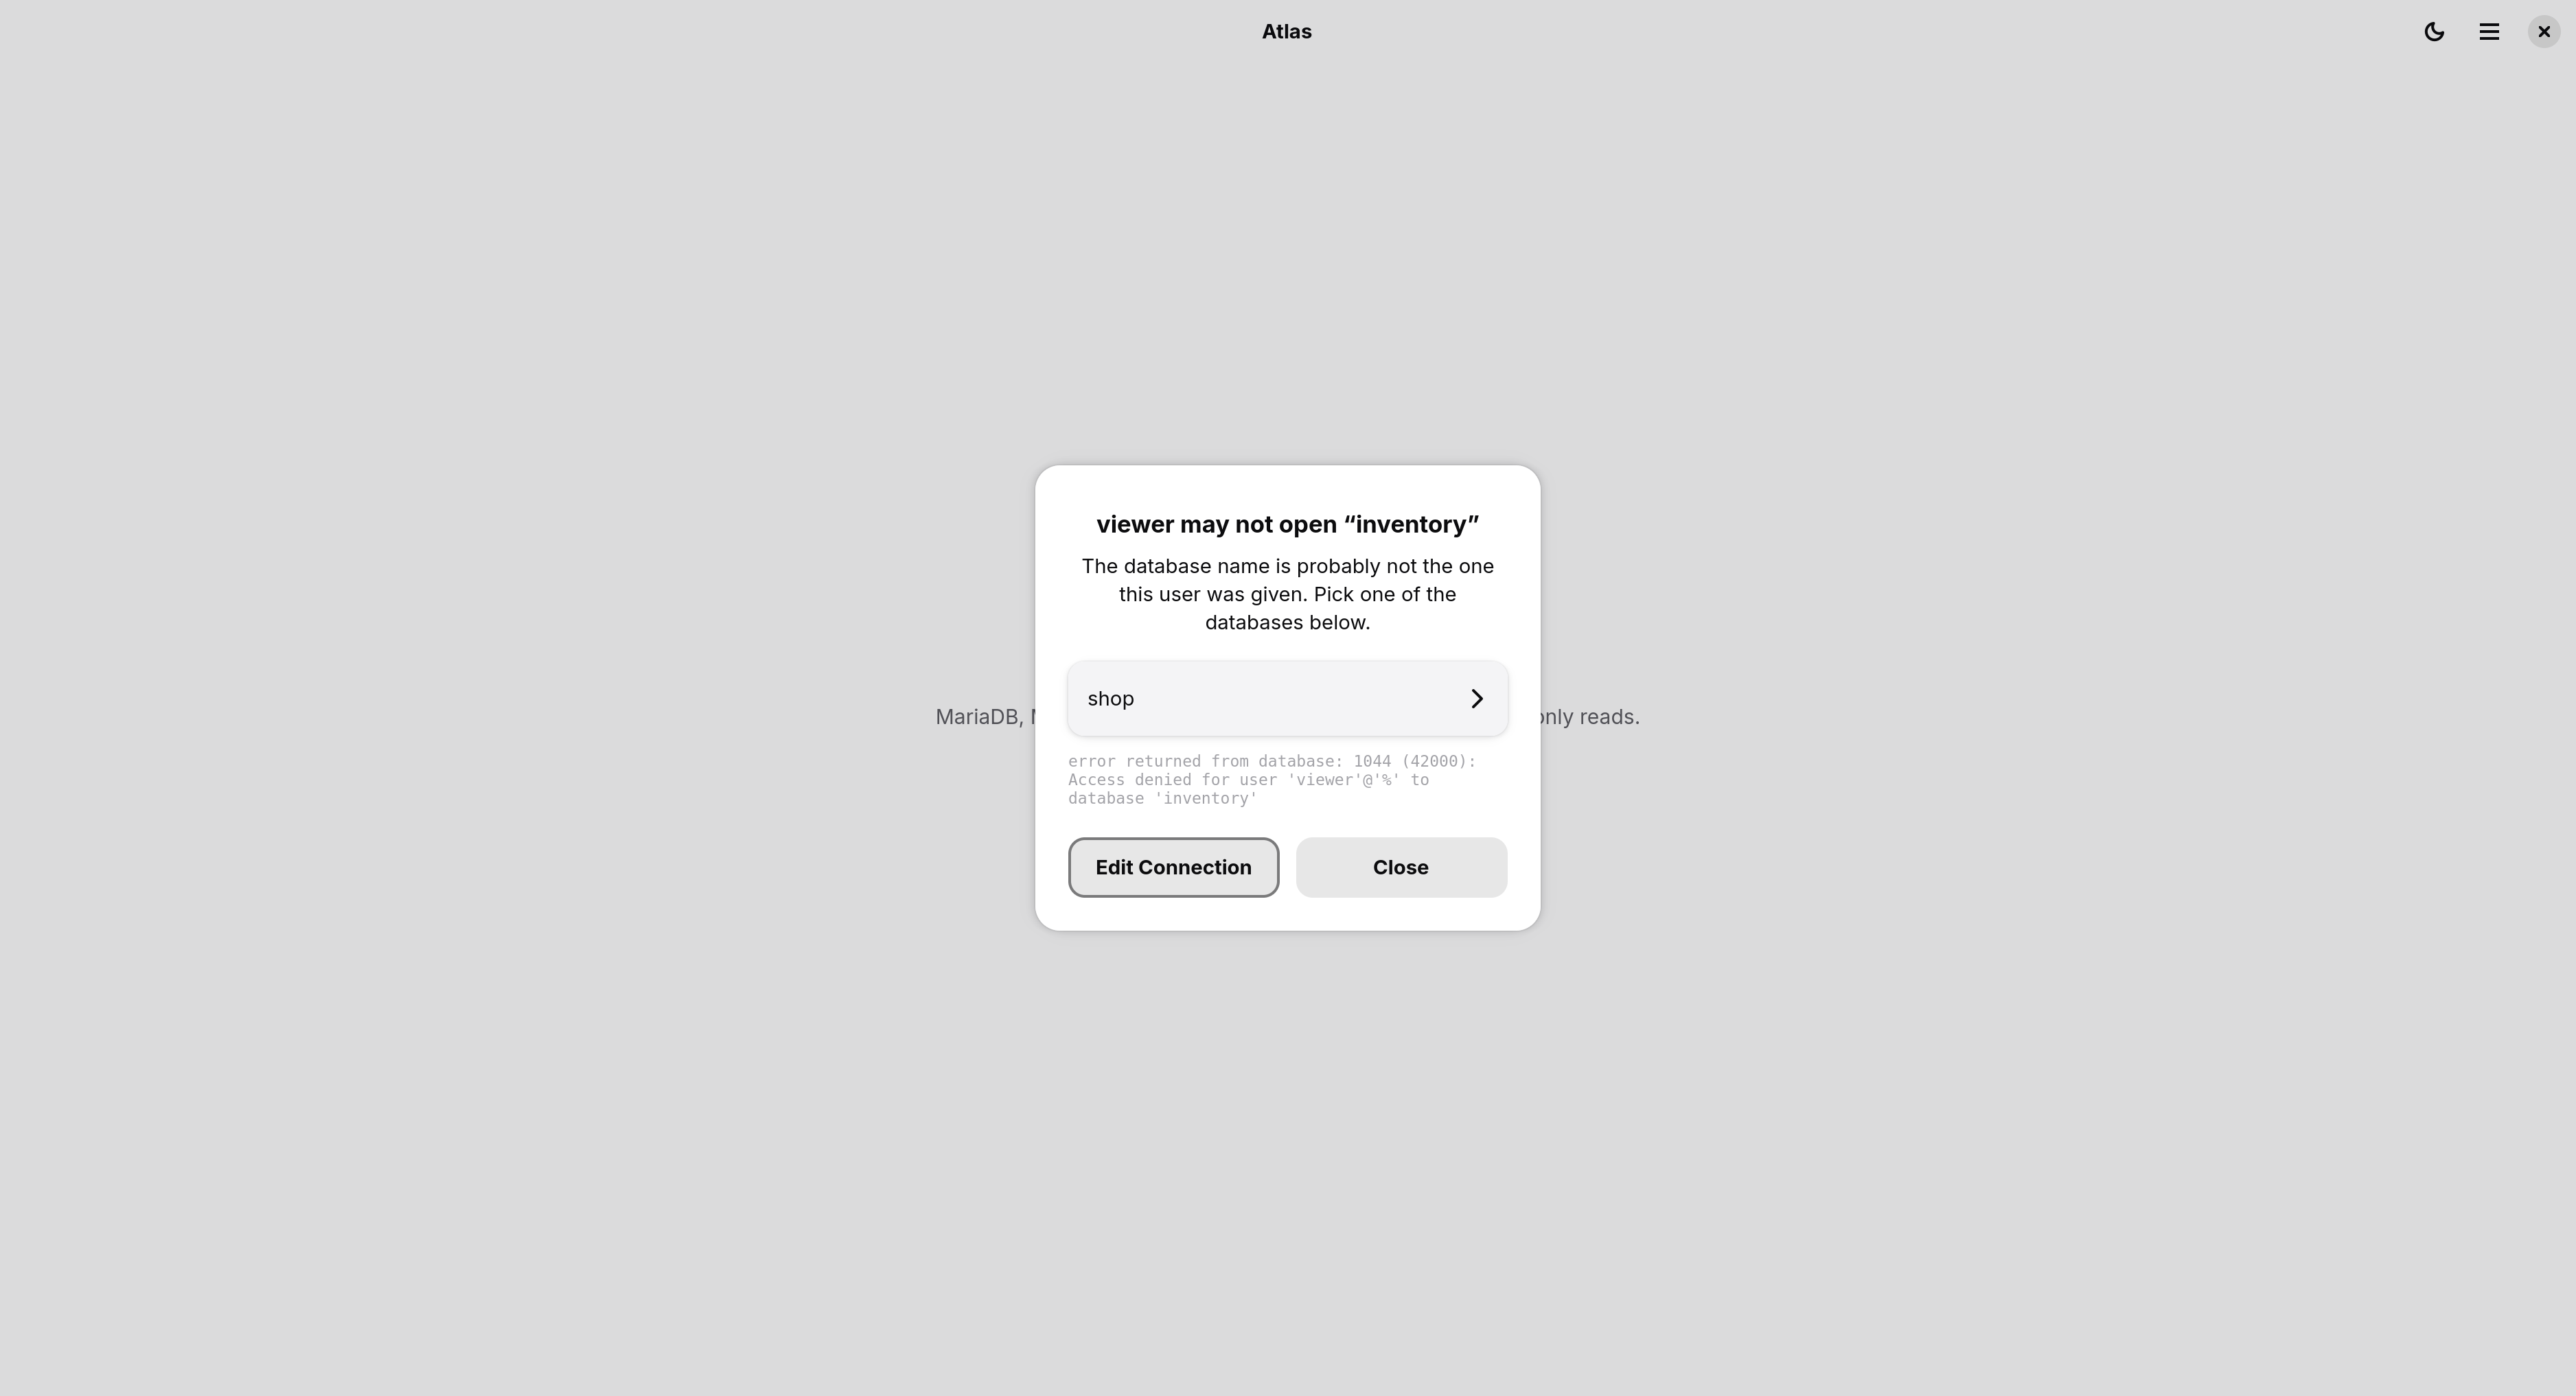 Atlas
viewer may not open “inventory”
The database name is probably not the one
this user was given. Pick one of the
databases below.
shop
MariaDB,
only reads.
error returned from database: 1044 (42000):
Access denied for user 'viewer'@'%' to
database 'inventory'
Edit Connection
Close